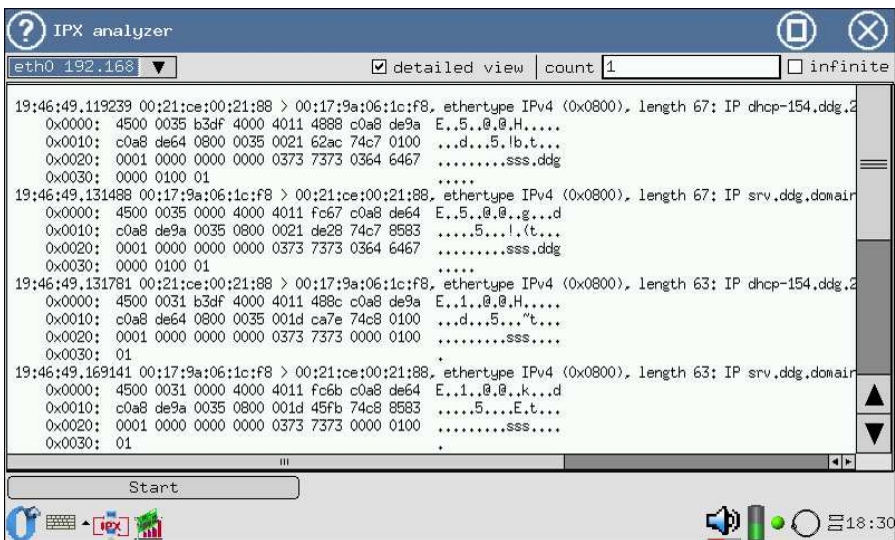 IPX analyzer
eth0 192.168 detailed view count 1 infinite
19:46:49.119239 00:21:ce:00:21:88 > 00:17:9a:06:1c:f8, ethertype IPv4 (0x0800), length 67: IP dhcp-154.ddg.2
0x0000: 4500 0035 b3df 4000 4011 4888 c0a8 de9a E..5..@.@.H.....
0x0010: c0a8 de64 0800 0035 0021 62ac 74c7 0100 ...d...5.!b.t...
0x0020: 0001 0000 0000 0000 0373 7373 0364 6467 .........sss.ddg
0x0030: 0000 0100 01 .....
19:46:49.131488 00:17:9a:06:1c:f8 > 00:21:ce:00:21:88, ethertype IPv4 (0x0800), length 67: IP srv.ddg.domain
0x0000: 4500 0035 0000 4000 4011 fc67 c0a8 de64 E..5..@.@..g...d
0x0010: c0a8 de9a 0035 0800 0021 de28 74c7 8583 .....5...!.(t...
0x0020: 0001 0000 0000 0000 0373 7373 0364 6467 .........sss.ddg
0x0030: 0000 0100 01 .....
19:46:49.131781 00:21:ce:00:21:88 > 00:17:9a:06:1c:f8, ethertype IPv4 (0x0800), length 63: IP dhcp-154.ddg.2
0x0000: 4500 0031 b3df 4000 4011 488c c0a8 de9a E..1..@.@.H.....
0x0010: c0a8 de64 0800 0035 001d ca7e 74c8 0100 ...d...5...~t...
0x0020: 0001 0000 0000 0000 0373 7373 0000 0100 .........sss....
0x0030: 01 .
19:46:49.169141 00:17:9a:06:1c:f8 > 00:21:ce:00:21:88, ethertype IPv4 (0x0800), length 63: IP srv.ddg.domain
0x0000: 4500 0031 0000 4000 4011 fc6b c0a8 de64 E..1..@.@..k...d
0x0010: c0a8 de9a 0035 0800 001d 45fb 74c8 8583 .....5....E.t...
0x0020: 0001 0000 0000 0000 0373 7373 0000 0100 .........sss....
0x0030: 01 .
Start
IPX 18:30